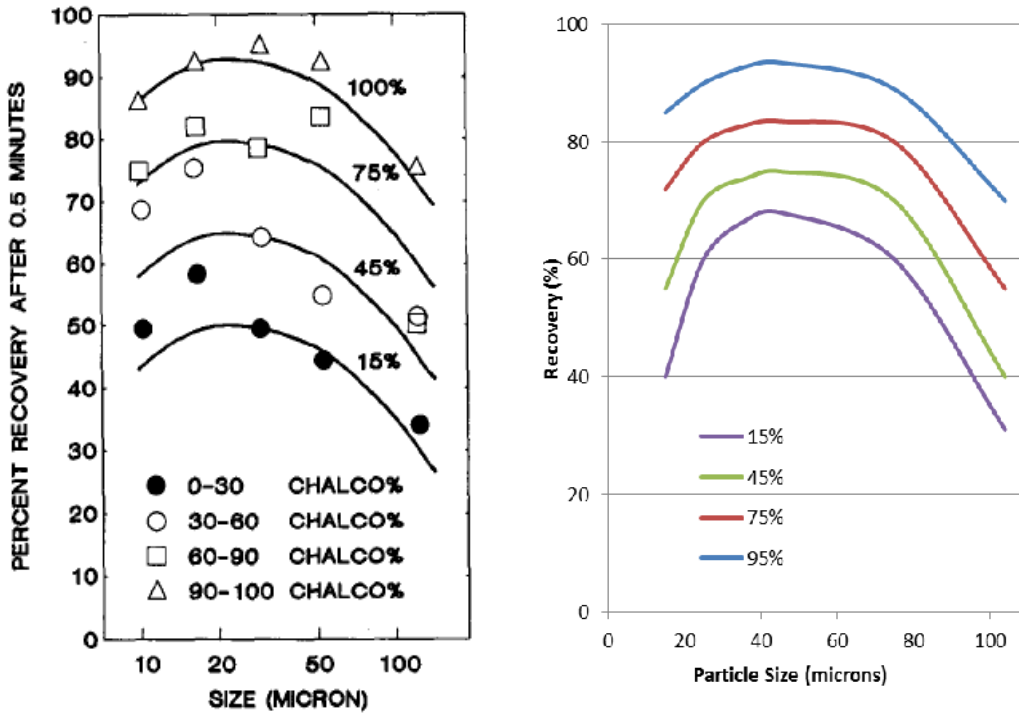 PERCENT RECOVERY AFTER 0.5 MINUTES
100
90
80
70
60
50
40
30
20
10
0
100%
75%
45%
15%
0-30 CHALCO%
30-60 CHALCO%
60-90 CHALCO%
90-100 CHALCO%
10 20 50 100
SIZE (MICRON)
Recovery (%)
100
80
60
40
20
0
15%
45%
75%
95%
0 20 40 60 80 100
Particle Size (microns)